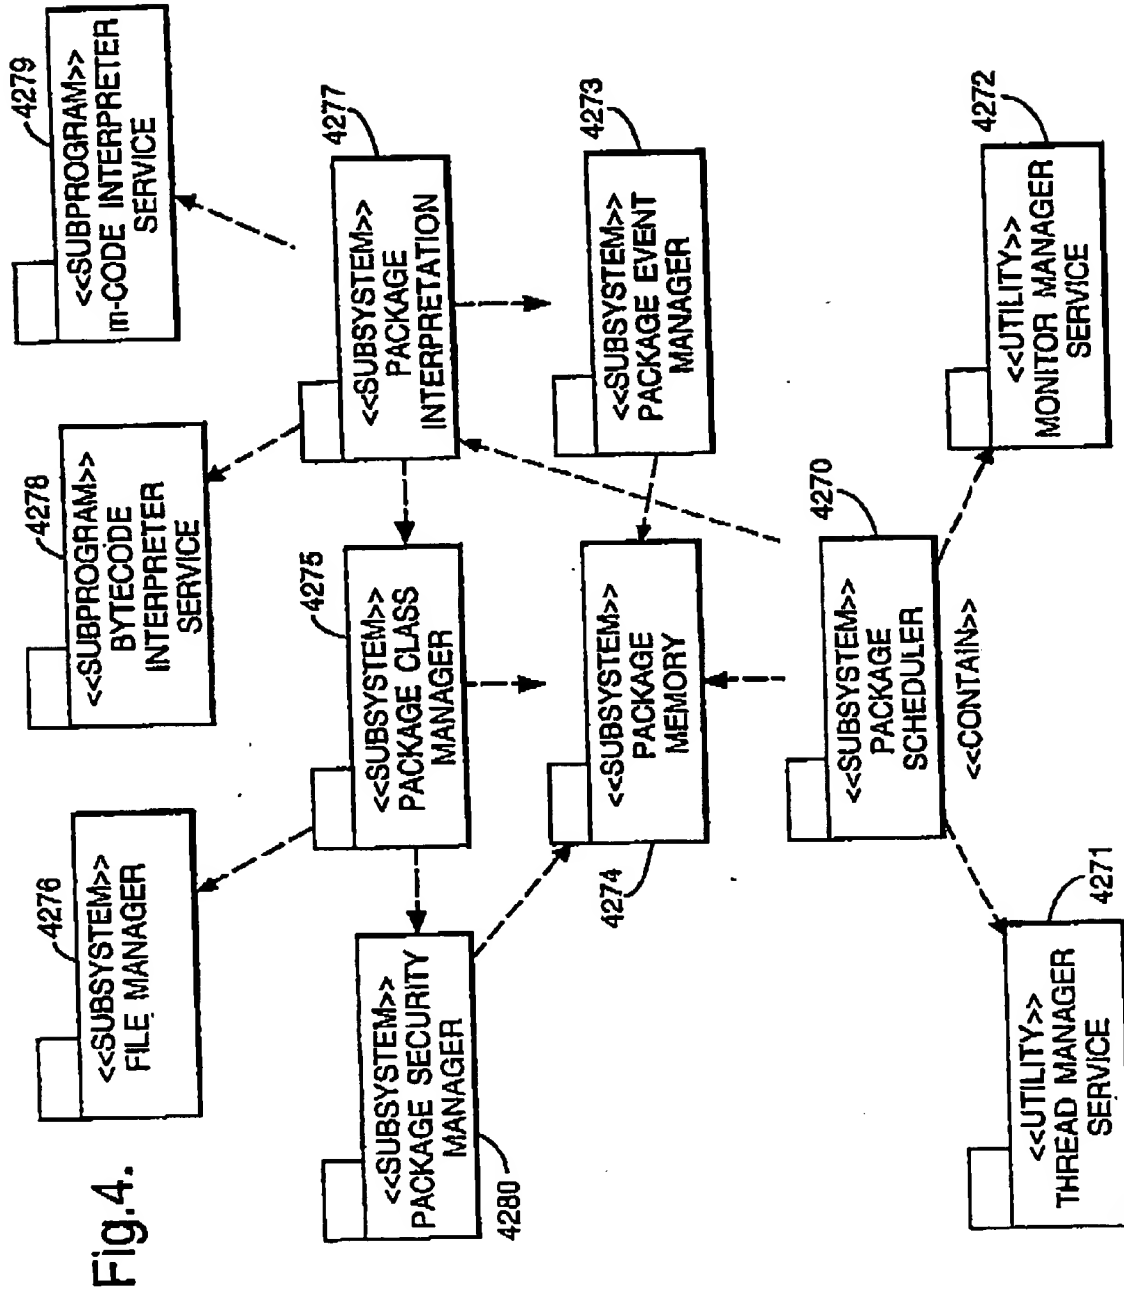 Fig.4.
4276
<<SUBSYSTEM>>
FILE MANAGER
4278
<<SUBPROGRAM>>
BYTECODE
INTERPRETER
SERVICE
4279
<<SUBPROGRAM>>
m-CODE INTERPRETER
SERVICE
<<SUBSYSTEM>>
PACKAGE SECURITY
MANAGER
4280
4275
<<SUBSYSTEM>>
PACKAGE CLASS
MANAGER
4277
<<SUBSYSTEM>>
PACKAGE
INTERPRETATION
<<SUBSYSTEM>>
PACKAGE
MEMORY
4274
4273
<<SUBSYSTEM>>
PACKAGE EVENT
MANAGER
4270
<<SUBSYSTEM>>
PACKAGE
SCHEDULER
<<CONTAIN>>
4271
<<UTILITY>>
THREAD MANAGER
SERVICE
4272
<<UTILITY>>
MONITOR MANAGER
SERVICE